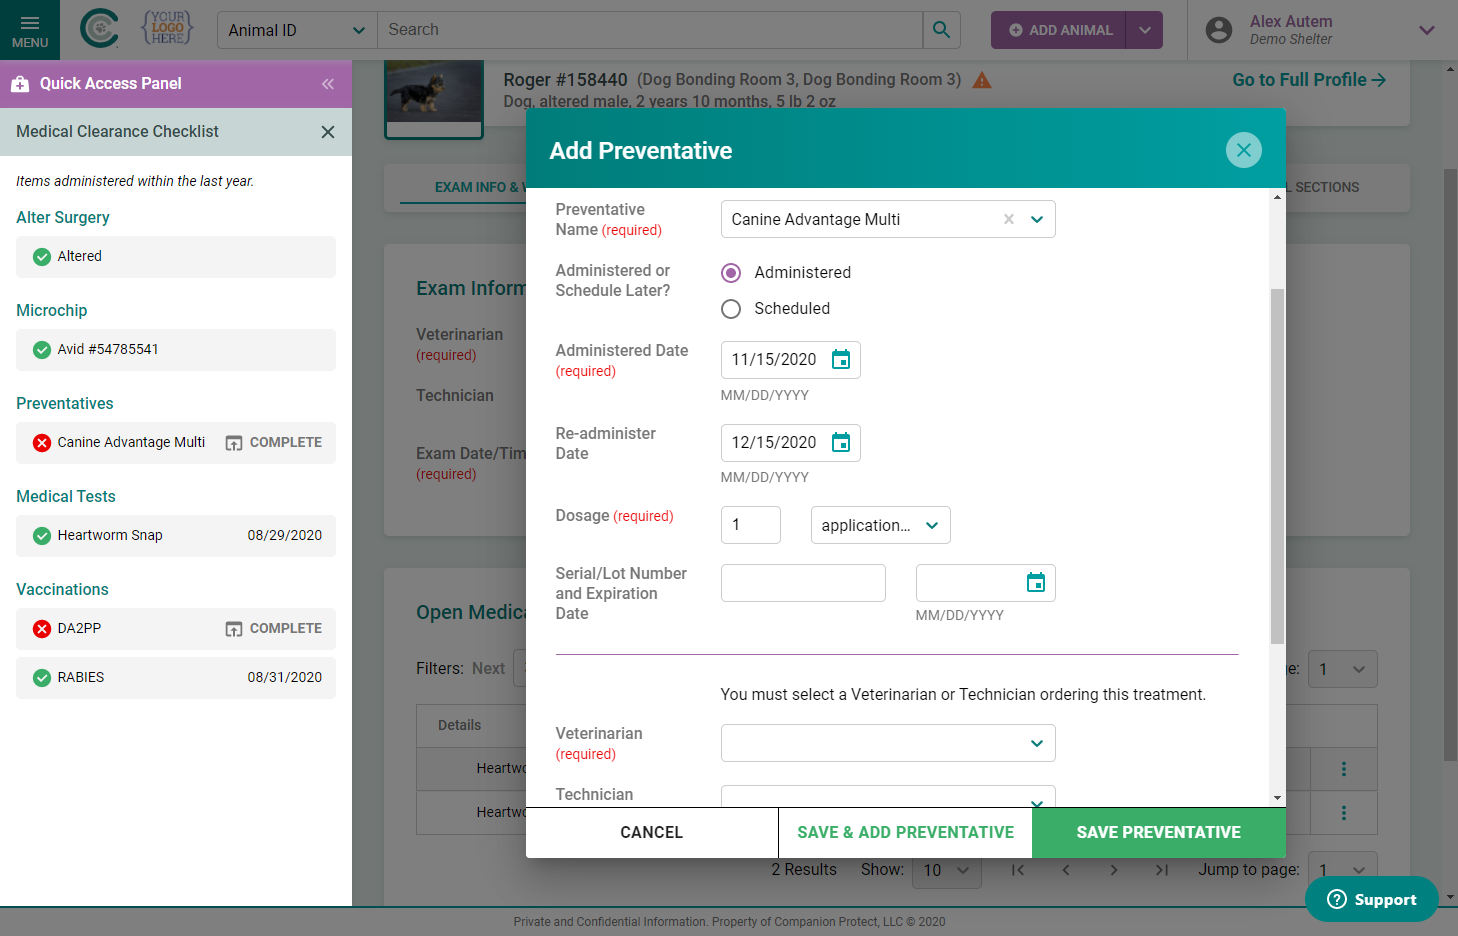 MENU
{YOUR LOGO HERE}
Animal ID
Search
ADD ANIMAL
Alex Autem
Demo Shelter
Quick Access Panel
Medical Clearance Checklist
Items administered within the last year.
Alter Surgery
Altered
Microchip
Avid #54785541
Preventatives
Canine Advantage Multi COMPLETE
Medical Tests
Heartworm Snap 08/29/2020
Vaccinations
DA2PP COMPLETE
RABIES 08/31/2020
Roger #158440 (Dog Bonding Room 3, Dog Bonding Room 3)
Go to Full Profile
Dog, altered male, 2 years 10 months, 5 lb 2 oz
EXAM INFO &
SECTIONS
Exam Inform
Veterinarian
(required)
Technician
Exam Date/Tim
(required)
Open Medica
Filters: Next
1
Details
Heartwo
Heartwo
2 Results Show: 10 Jump to page: 1
Add Preventative
Preventative
Name (required)
Canine Advantage Multi
Administered or
Schedule Later?
Administered
Scheduled
Administered Date
(required)
11/15/2020
MM/DD/YYYY
Re-administer
Date
12/15/2020
MM/DD/YYYY
Dosage (required)
1 application...
Serial/Lot Number
and Expiration
Date
MM/DD/YYYY
You must select a Veterinarian or Technician ordering this treatment.
Veterinarian
(required)
Technician
CANCEL
SAVE & ADD PREVENTATIVE
SAVE PREVENTATIVE
Support
Private and Confidential Information. Property of Companion Protect, LLC © 2020